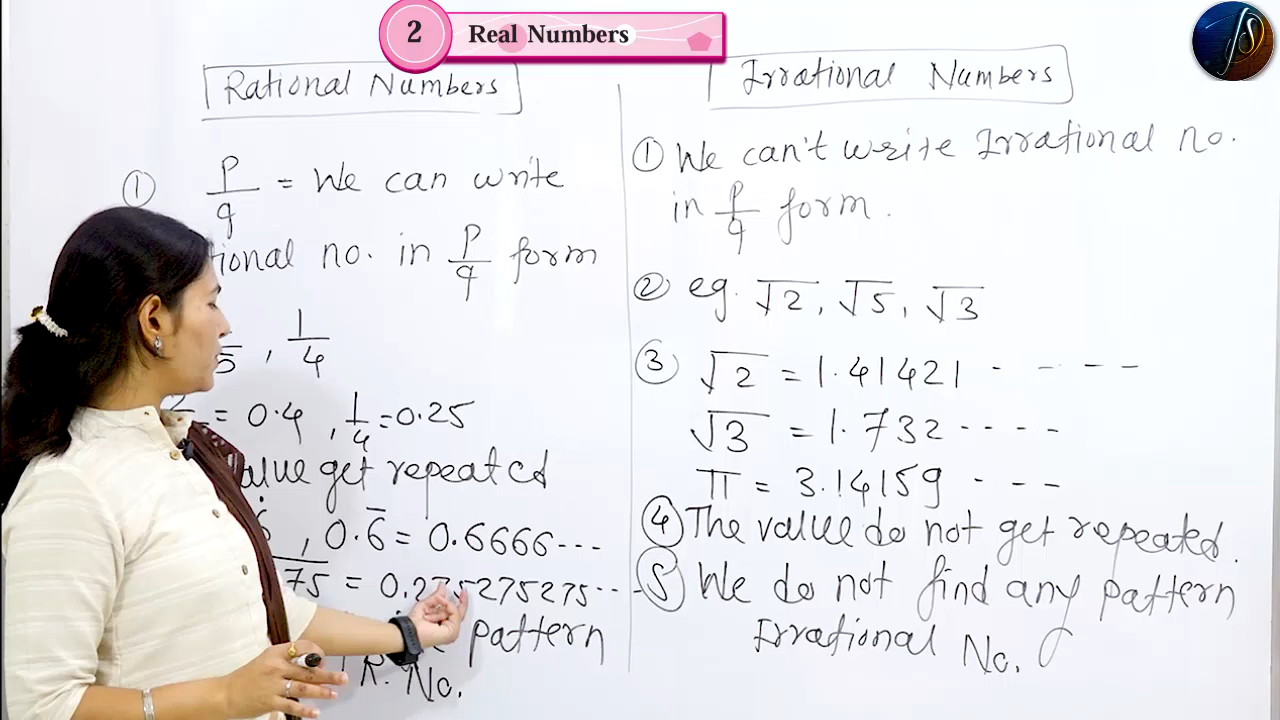 2 Real Numbers
Rational Numbers
① P/q = We can write
ional no. in P/q form
5, 1/4
= 0.4, 1/4=0.25
alue get repeated
0.6̅ = 0.6666...
75 = 0.275275275...
pattern
R. No.
Irrational Numbers
① We can't write Irrational no.
in P/q form.
② eg. √2, √5, √3
③ √2 = 1.41421 - - - -
√3 = 1.732 - - - -
π = 3.14159 - - -
④ The value do not get repeated.
⑤ We do not find any pattern
Irrational No.